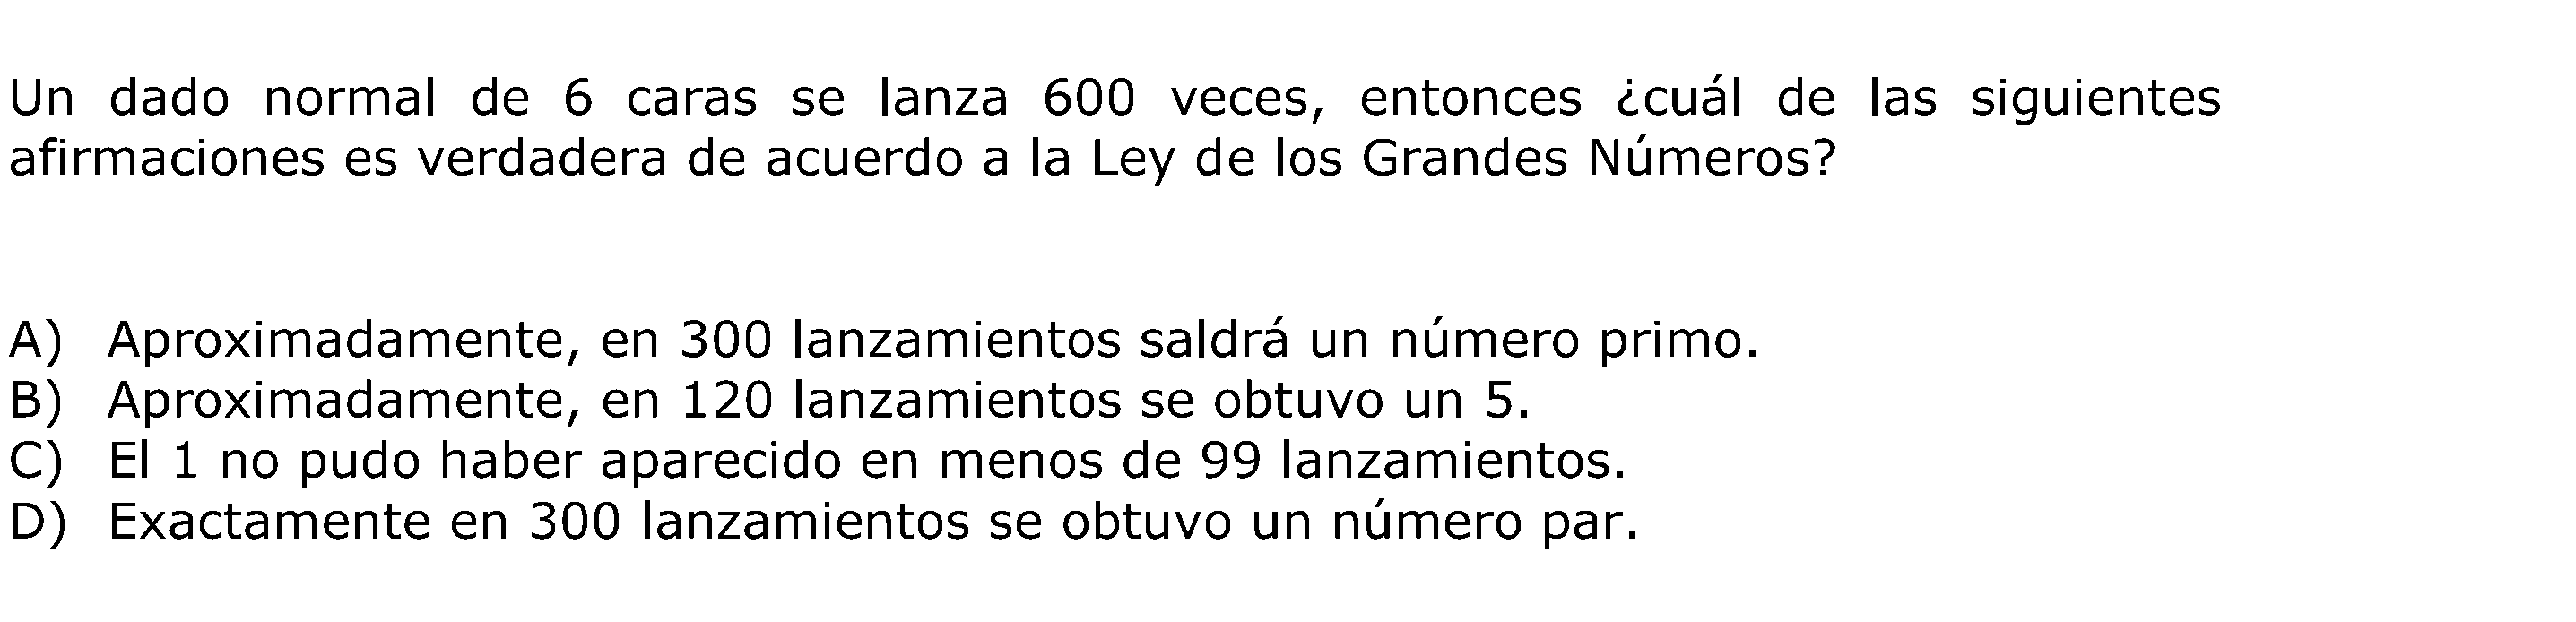 Un dado normal de 6 caras se lanza 600 veces, entonces ¿cuál de las siguientes
afirmaciones es verdadera de acuerdo a la Ley de los Grandes Números?
A) Aproximadamente, en 300 lanzamientos saldrá un número primo.
B) Aproximadamente, en 120 lanzamientos se obtuvo un 5.
C) El 1 no pudo haber aparecido en menos de 99 lanzamientos.
D) Exactamente en 300 lanzamientos se obtuvo un número par.